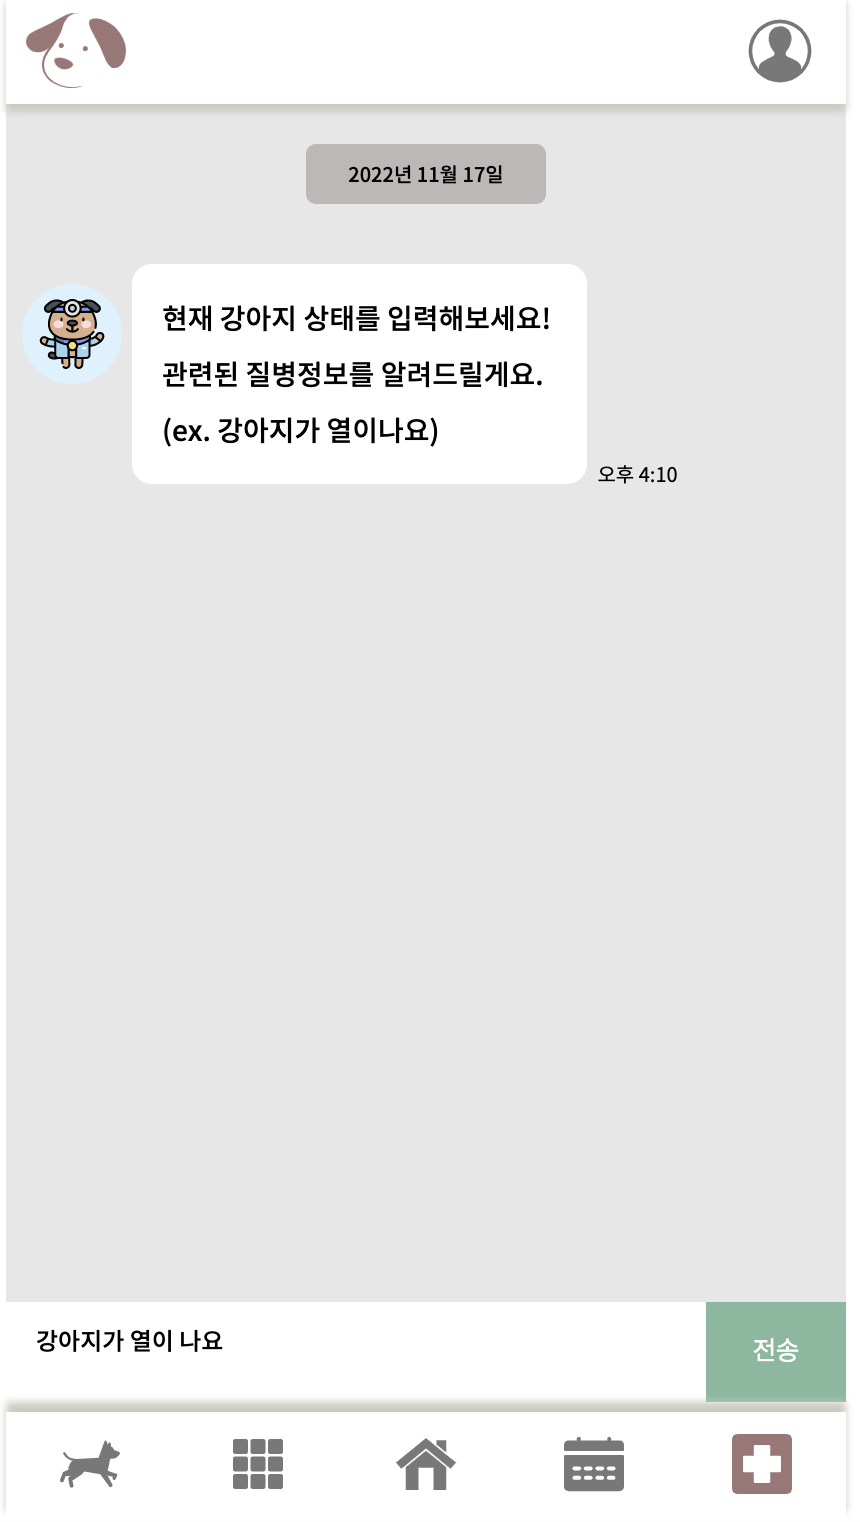 2022년 11월 17일
현재 강아지 상태를 입력해보세요!
관련된 질병정보를 알려드릴게요.
(ex. 강아지가 열이나요)
오후 4:10
강아지가 열이 나요
전송